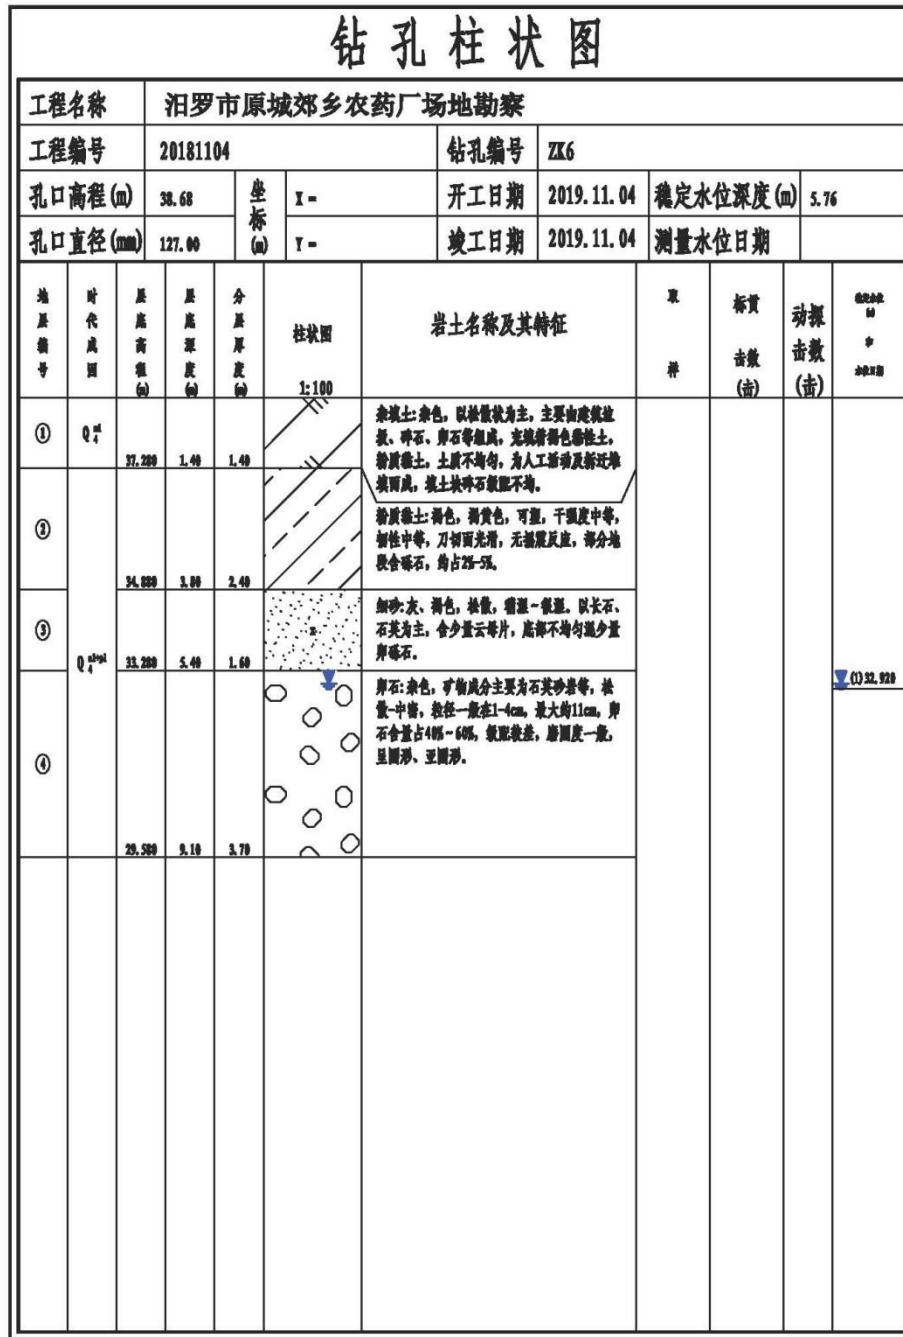 钻孔柱状图
工程名称 汨罗市原城郊乡农药厂场地勘察
工程编号 20181104 钻孔编号 ZK6
孔口高程(m) 38.68 坐标(m) X = 开工日期 2019.11.04 稳定水位深度(m) 5.76
孔口直径(mm) 127.00 Y = 竣工日期 2019.11.04 测量水位日期
地层编号 时代成因 层底高程(m) 层底深度(m) 分层厚度(m) 柱状图 1:100 岩土名称及其特征 取样 标贯击数(击) 动探击数(击) 稳定水位(m)和水位日期
① Q4ml 37.280 1.40 1.40
杂填土:杂色, 以松散状为主, 主要由建筑垃
圾、碎石、卵石等组成, 充填着褐色黏性土,
粉质黏土, 土质不均匀, 为人工活动及新近堆
填而成, 填土块碎石级配不均.
② 34.880 3.80 2.40
粉质黏土:褐色, 褐黄色, 可塑, 干强度中等,
韧性中等, 刀切面光滑, 无摇震反应, 部分地
段含砾石, 约占2%-5%.
③ Q4al+pl 33.280 5.40 1.60
细砂:灰、褐色, 松散, 稍湿~很湿. 以长石、
石英为主, 含少量云母片, 底部不均匀混少量
卵砾石.
(1)32.920
④ 29.580 9.10 3.70
卵石:杂色, 矿物成分主要为石英砂岩等, 松
散-中密, 粒径一般在1-4cm, 最大约11cm, 卵
石含量占40%~60%, 级配较差, 磨圆度一般,
呈圆形、亚圆形.